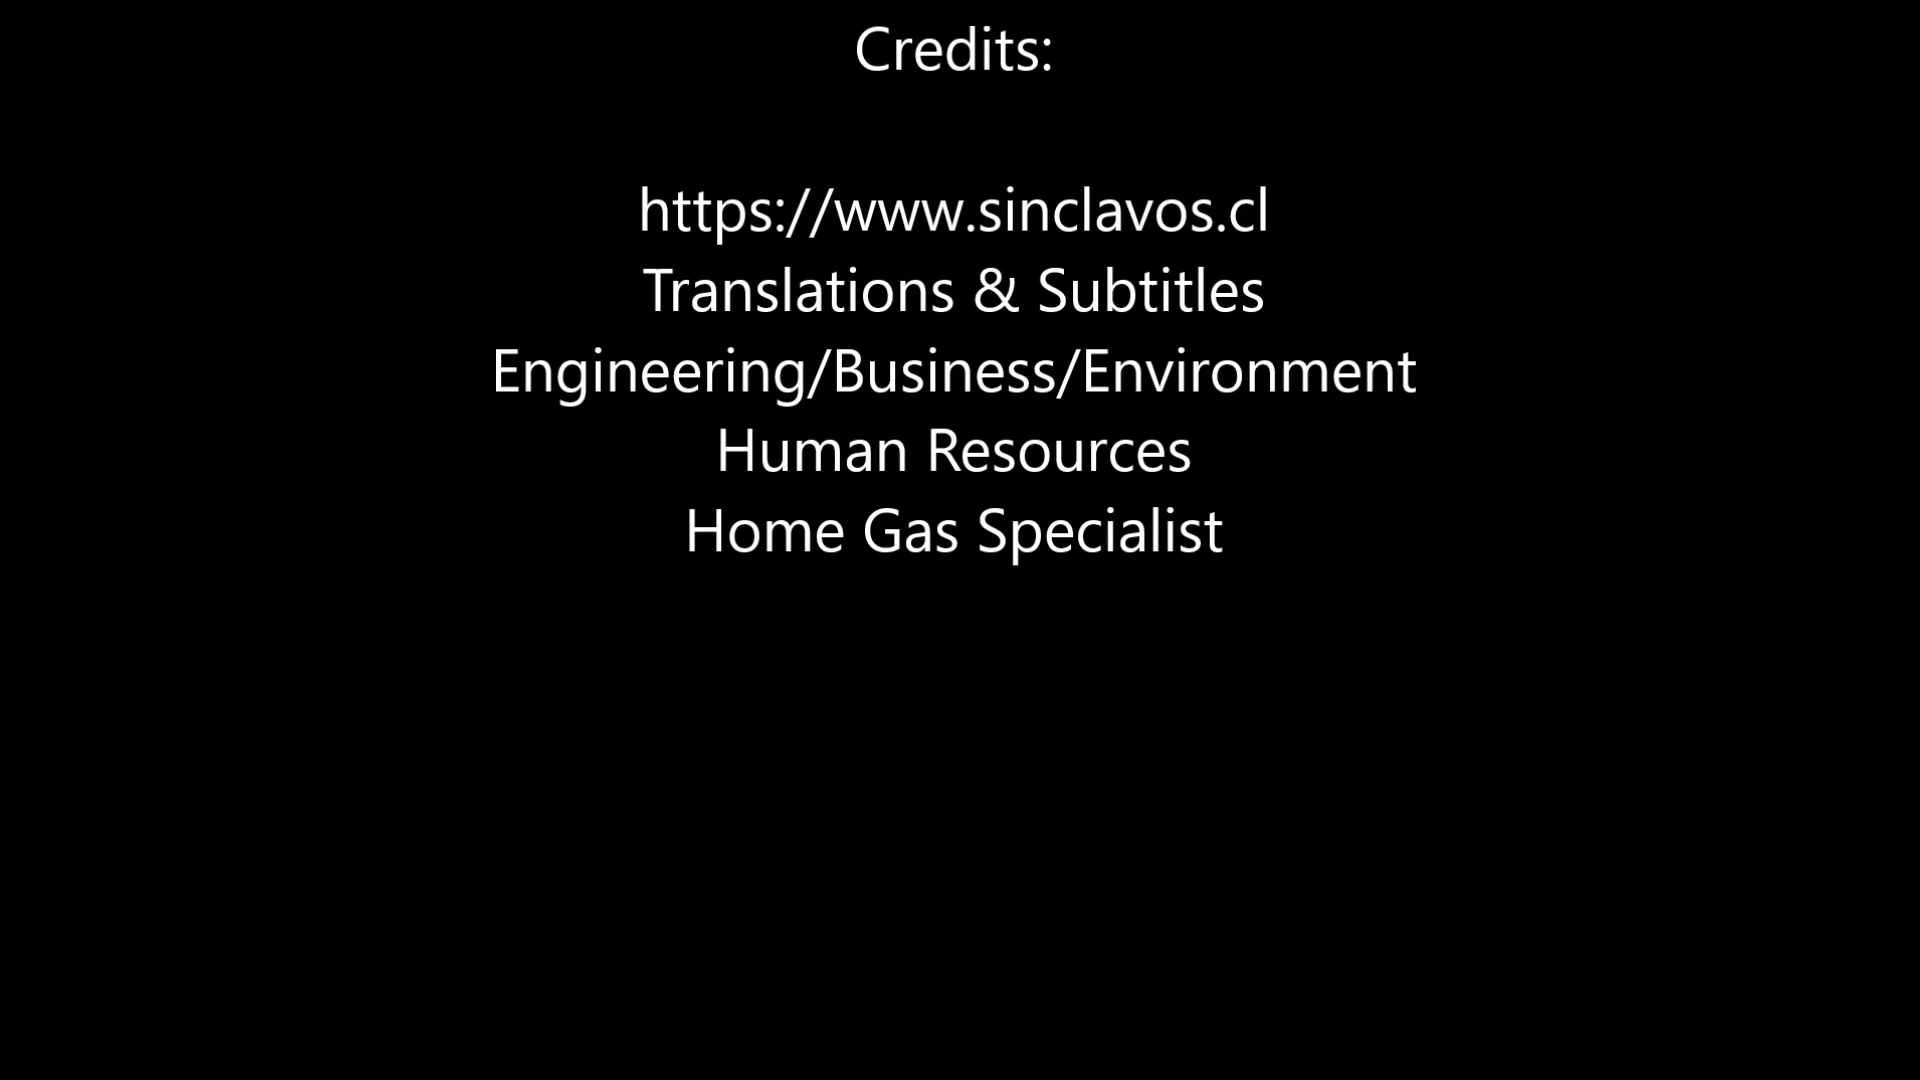 Credits:
https://www.sinclavos.cl
Translations & Subtitles
Engineering/Business/Environment
Human Resources
Home Gas Specialist